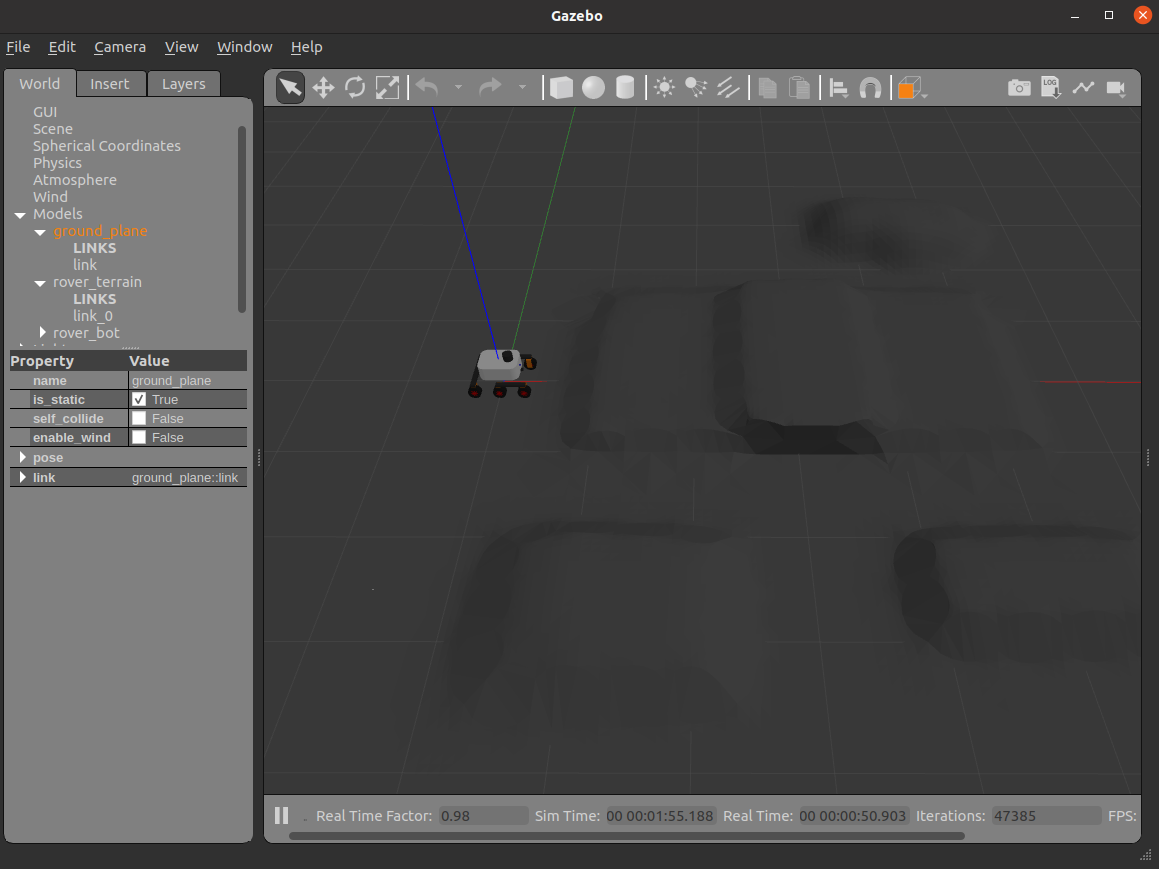 Gazebo
File Edit Camera View Window Help
World Insert Layers
LOG
GUI
Scene
Spherical Coordinates
Physics
Atmosphere
Wind
Models
ground_plane
LINKS
link
rover_terrain
LINKS
link_0
rover_bot
Property Value
name ground_plane
is_static True
self_collide False
enable_wind False
pose
link ground_plane::link
Real Time Factor: 0.98 Sim Time: 00 00:01:55.188 Real Time: 00 00:00:50.903 Iterations: 47385 FPS: